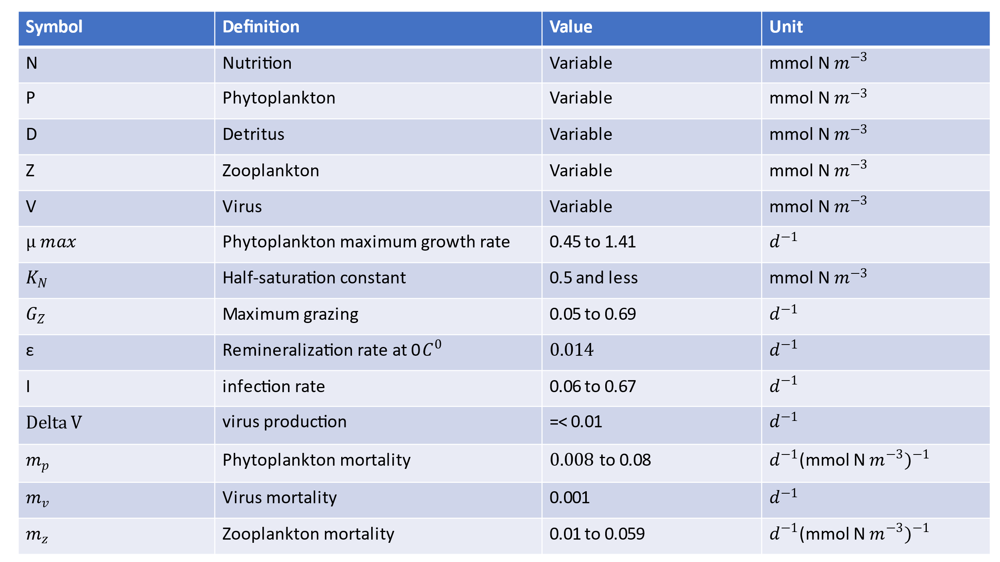 Symbol Definition Value Unit
N Nutrition Variable mmol N m⁻³
P Phytoplankton Variable mmol N m⁻³
D Detritus Variable mmol N m⁻³
Z Zooplankton Variable mmol N m⁻³
V Virus Variable mmol N m⁻³
μ max Phytoplankton maximum growth rate 0.45 to 1.41 d⁻¹
K_N Half-saturation constant 0.5 and less mmol N m⁻³
G_Z Maximum grazing 0.05 to 0.69 d⁻¹
ε Remineralization rate at 0C⁰ 0.014 d⁻¹
I infection rate 0.06 to 0.67 d⁻¹
Delta V virus production =< 0.01 d⁻¹
m_p Phytoplankton mortality 0.008 to 0.08 d⁻¹(mmol N m⁻³)⁻¹
m_v Virus mortality 0.001 d⁻¹
m_z Zooplankton mortality 0.01 to 0.059 d⁻¹(mmol N m⁻³)⁻¹